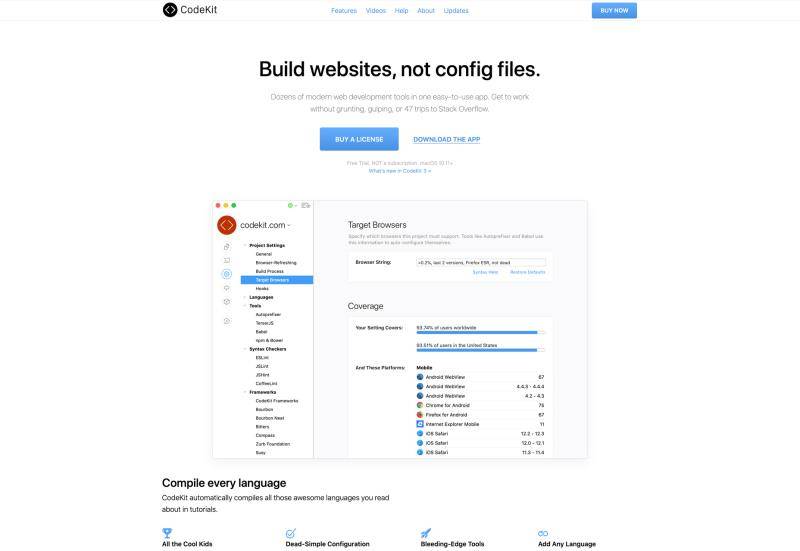 CodeKit
Features Videos Help About Updates
BUY NOW
Build websites, not config files.
Dozens of modern web development tools in one easy-to-use app. Get to work
without grunting, gulping, or 47 trips to Stack Overflow.
BUY A LICENSE
DOWNLOAD THE APP
Free Trial. NOT a subscription. macOS 10.11+
What's new in CodeKit 3 »
codekit.com
Project Settings
General
Browser-Refreshing
Build Process
Target Browsers
Hooks
Languages
Tools
Autoprefixer
TerserJS
Babel
npm & Bower
Syntax Checkers
ESLint
JSLint
JSHint
CoffeeLint
Frameworks
CodeKit Frameworks
Bourbon
Bourbon Neat
Bitters
Compass
Zurb Foundation
Susy
Target Browsers
Specify which browsers this project must support. Tools like Autoprefixer and Babel use
this information to auto-configure themselves.
Browser String:
>0.2%, last 2 versions, Firefox ESR, not dead
Syntax Help
Restore Defaults
Coverage
Your Setting Covers:
93.74% of users worldwide
93.51% of users in the United States
And These Platforms:
Mobile
Android WebView 67
Android WebView 4.4.3 - 4.4.4
Android WebView 4.2 - 4.3
Chrome for Android 75
Firefox for Android 67
Internet Explorer Mobile 11
iOS Safari 12.2 - 12.3
iOS Safari 12.0 - 12.1
iOS Safari 11.3 - 11.4
Compile every language
CodeKit automatically compiles all those awesome languages you read
about in tutorials.
All the Cool Kids
Dead-Simple Configuration
Bleeding-Edge Tools
Add Any Language